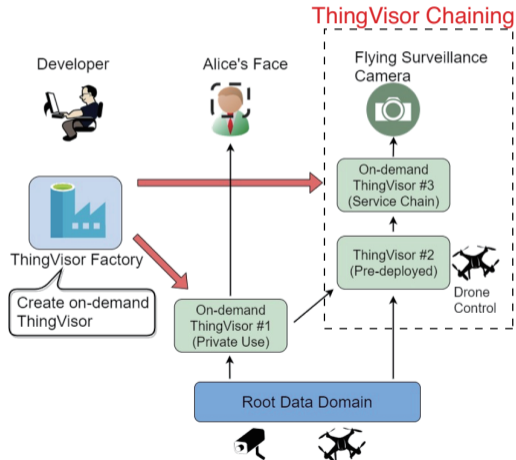 ThingVisor Chaining
Developer
Alice's Face
Flying Surveillance
Camera
On-demand
ThingVisor #3
(Service Chain)
ThingVisor Factory
ThingVisor #2
(Pre-deployed)
Drone
Control
Create on-demand
ThingVisor
On-demand
ThingVisor #1
(Private Use)
Root Data Domain